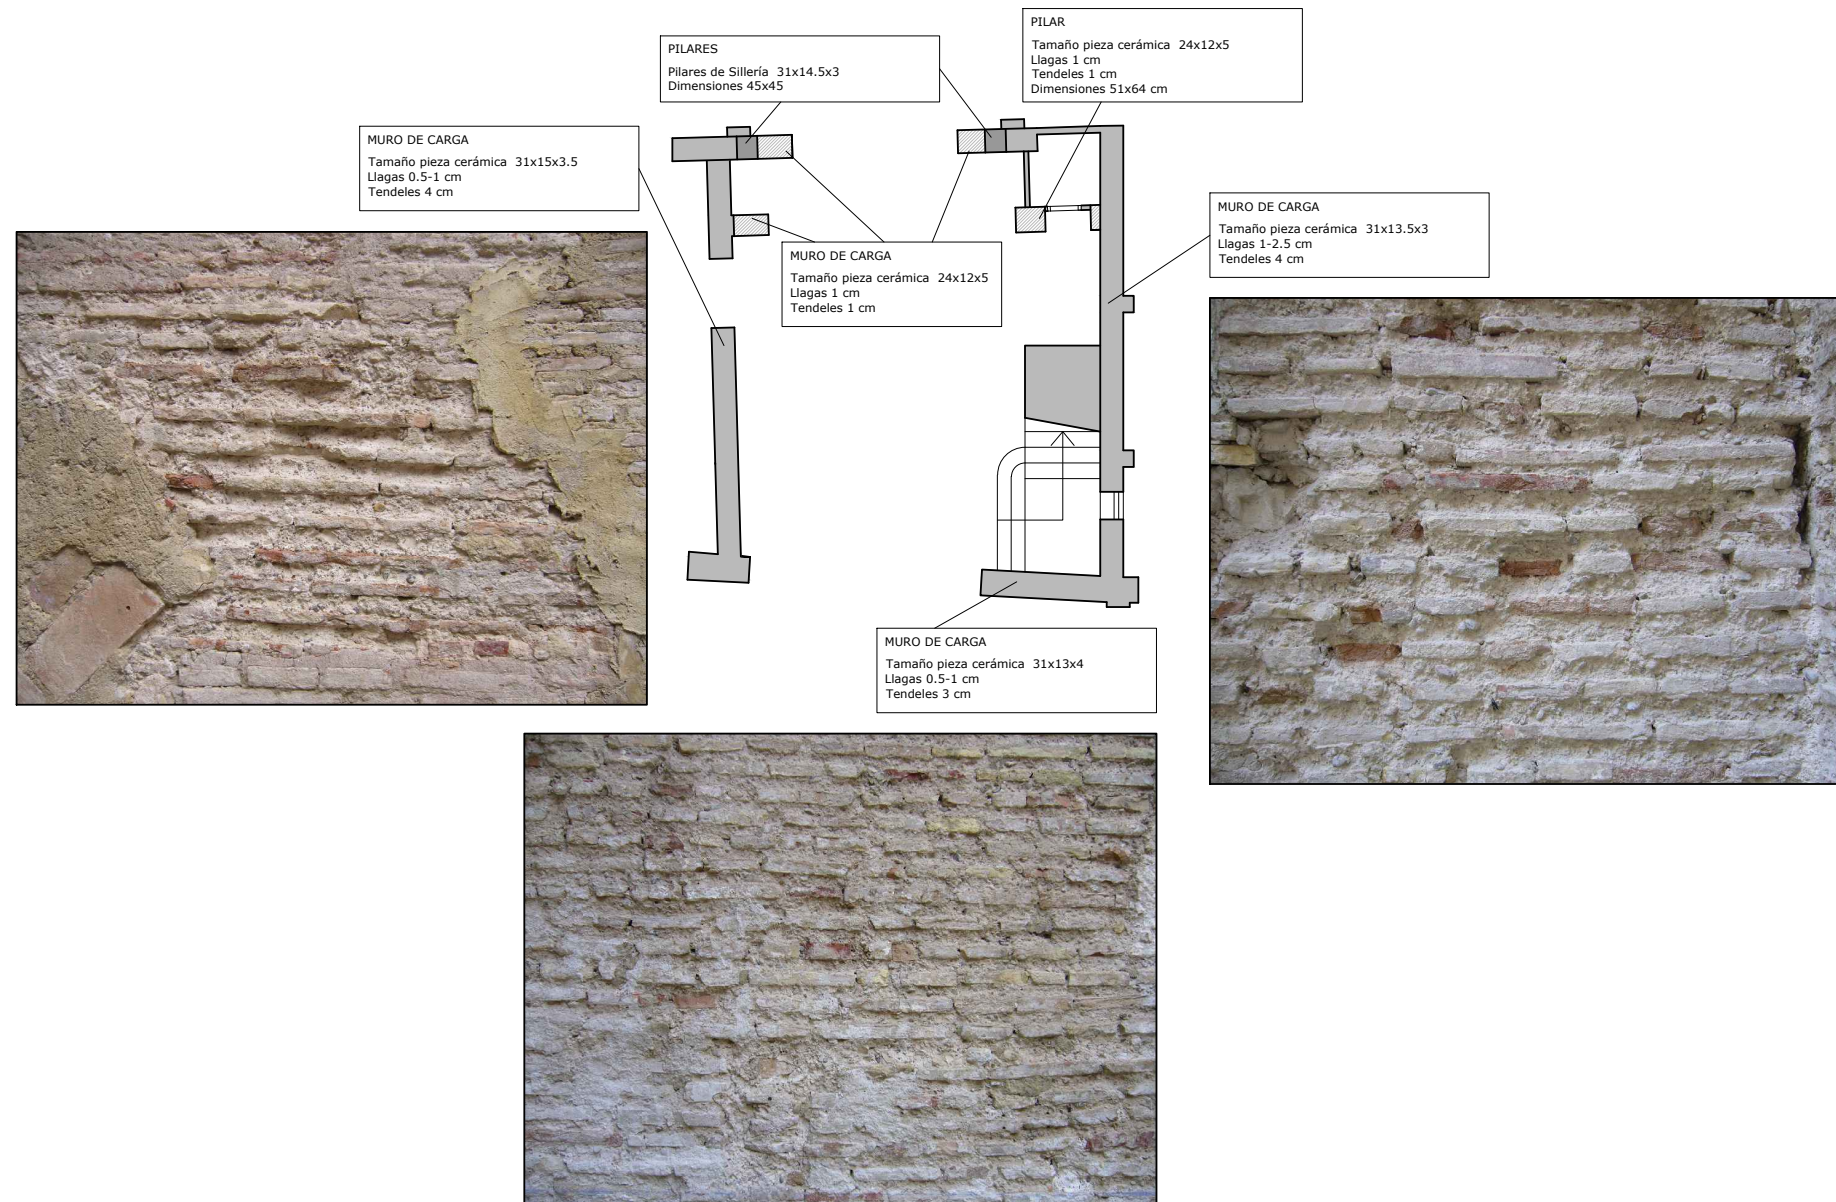 PILAR
Tamaño pieza cerámica 24x12x5
Llagas 1 cm
Tendeles 1 cm
Dimensiones 51x64 cm
PILARES
Pilares de Sillería 31x14.5x3
Dimensiones 45x45
MURO DE CARGA
Tamaño pieza cerámica 31x15x3.5
Llagas 0.5-1 cm
Tendeles 4 cm
MURO DE CARGA
Tamaño pieza cerámica 31x13.5x3
Llagas 1-2.5 cm
Tendeles 4 cm
MURO DE CARGA
Tamaño pieza cerámica 24x12x5
Llagas 1 cm
Tendeles 1 cm
MURO DE CARGA
Tamaño pieza cerámica 31x13x4
Llagas 0.5-1 cm
Tendeles 3 cm